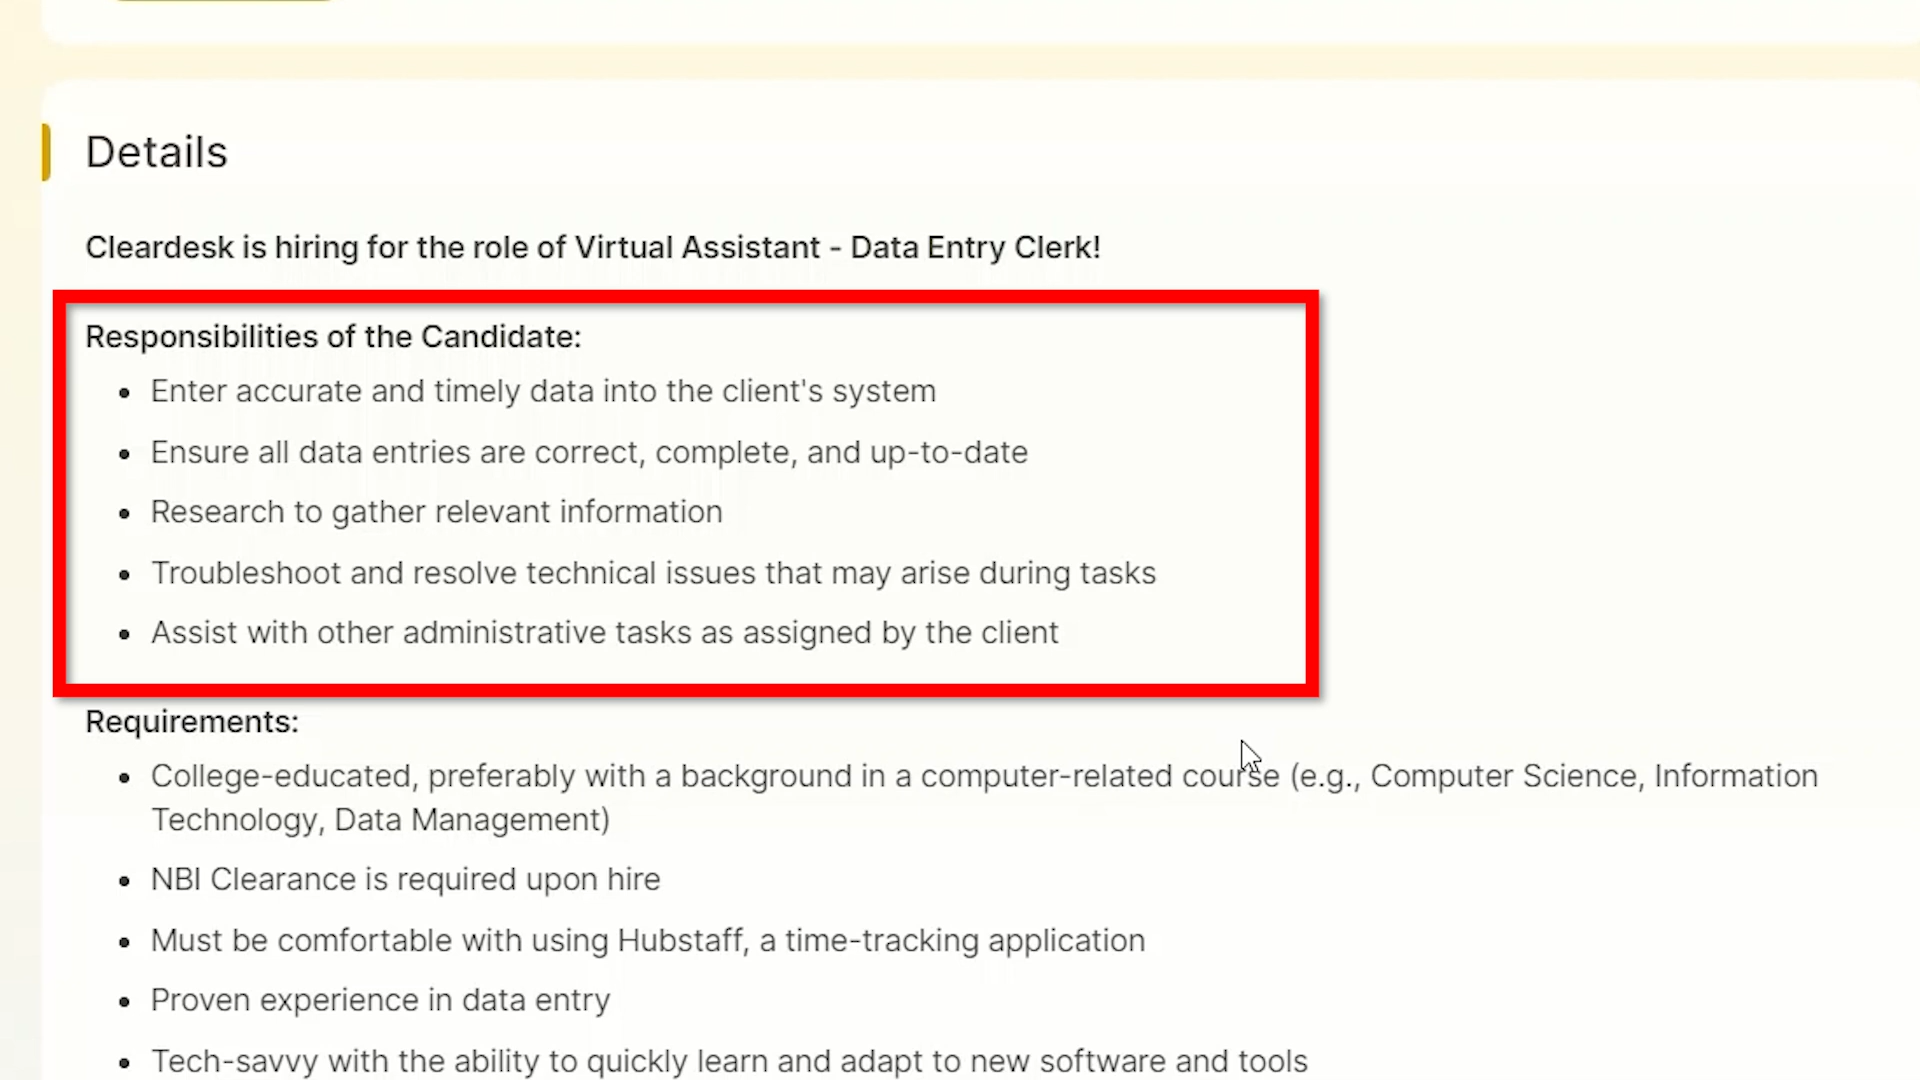 Details
Cleardesk is hiring for the role of Virtual Assistant - Data Entry Clerk!
Responsibilities of the Candidate:
• Enter accurate and timely data into the client's system
• Ensure all data entries are correct, complete, and up-to-date
• Research to gather relevant information
• Troubleshoot and resolve technical issues that may arise during tasks
• Assist with other administrative tasks as assigned by the client
Requirements:
• College-educated, preferably with a background in a computer-related course (e.g., Computer Science, Information
Technology, Data Management)
• NBI Clearance is required upon hire
• Must be comfortable with using Hubstaff, a time-tracking application
• Proven experience in data entry
• Tech-savvy with the ability to quickly learn and adapt to new software and tools